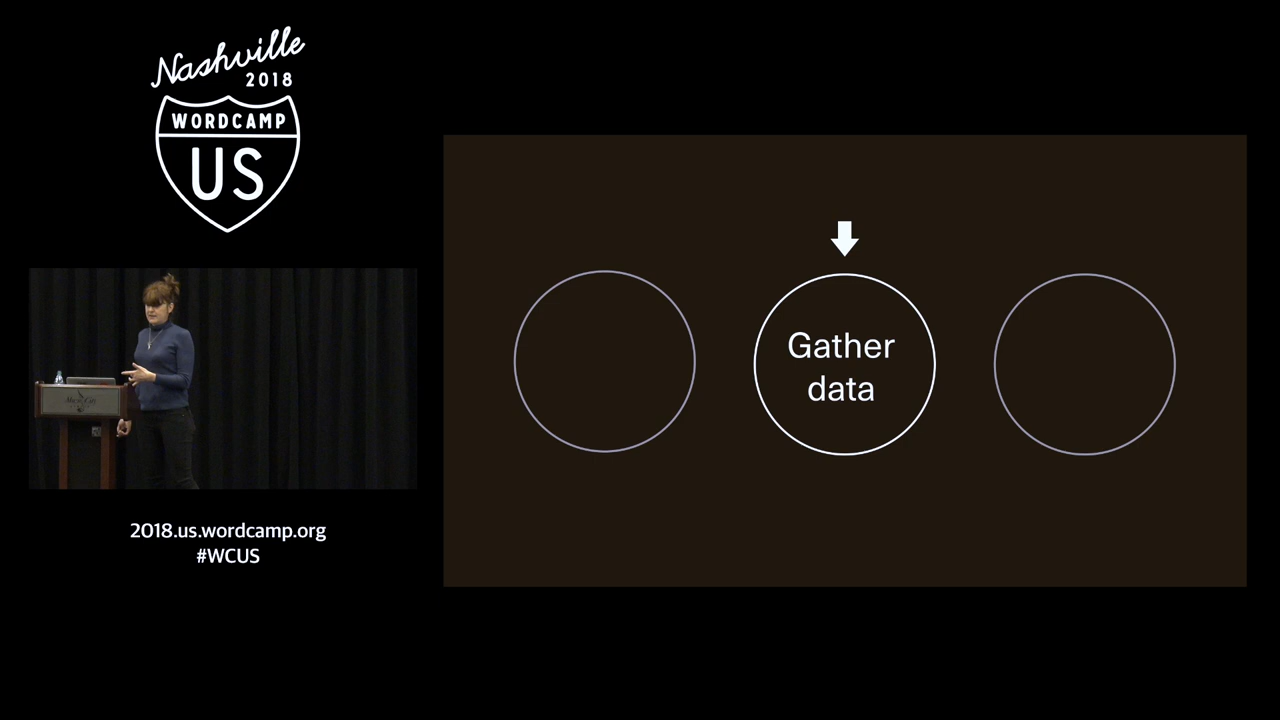 Nashville
2018
WORDCAMP
US
2018.us.wordcamp.org
#WCUS
Gather
data